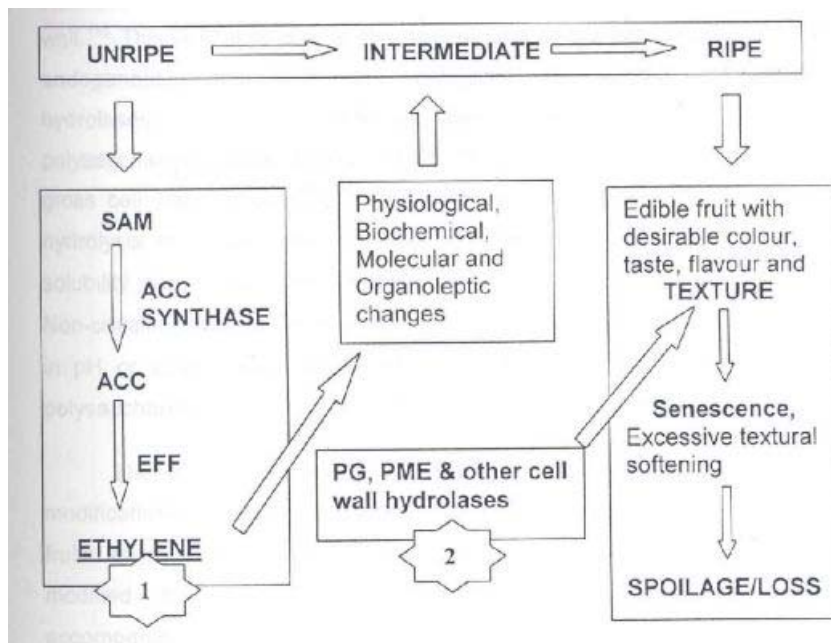 UNRIPE INTERMEDIATE RIPE
SAM
ACC
SYNTHASE
ACC
EFF
ETHYLENE
1
Physiological,
Biochemical,
Molecular and
Organoleptic
changes
PG, PME & other cell
wall hydrolases
2
Edible fruit with
desirable colour,
taste, flavour and
TEXTURE
Senescence,
Excessive textural
softening
SPOILAGE/LOSS